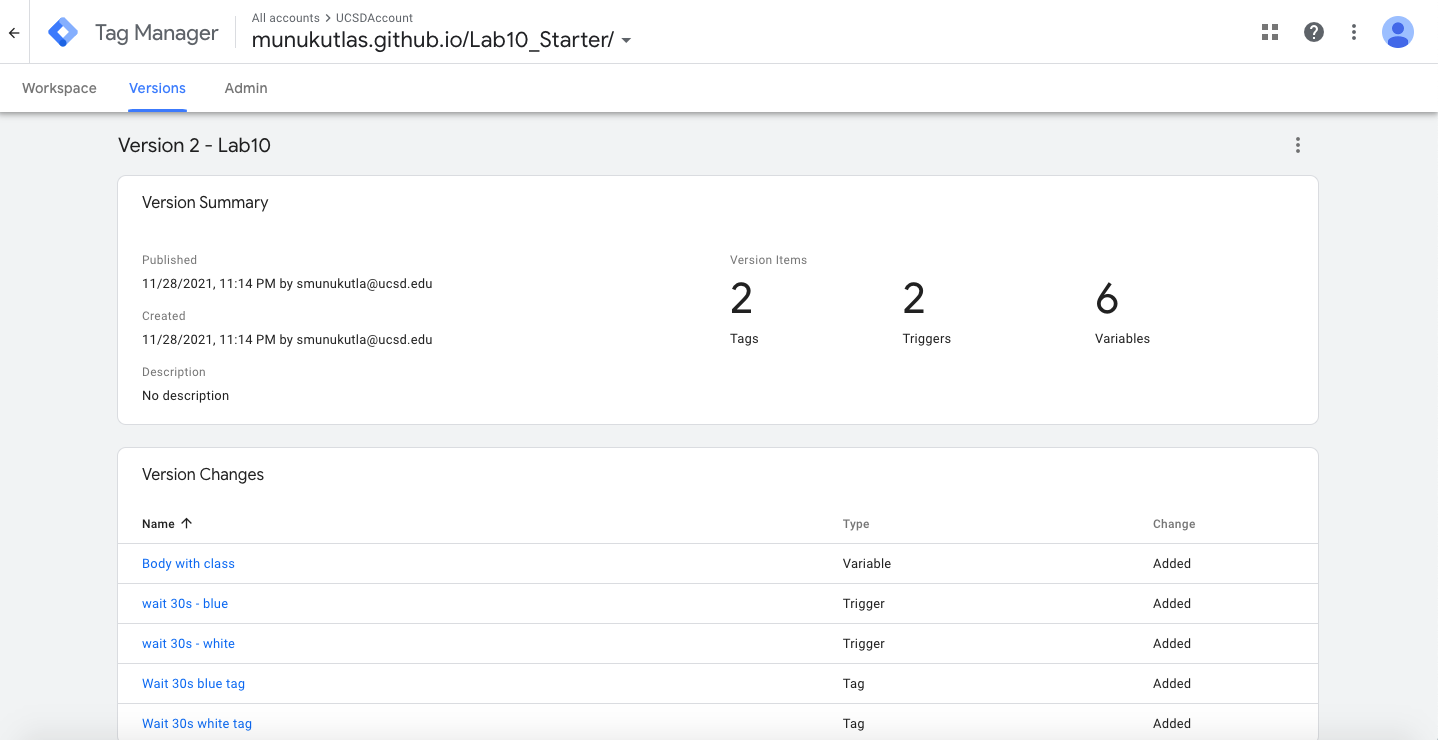 Tag Manager
All accounts > UCSDAccount
munukutlas.github.io/Lab10_Starter/
Workspace Versions Admin
Version 2 - Lab10
Version Summary
Published
11/28/2021, 11:14 PM by smunukutla@ucsd.edu
Created
11/28/2021, 11:14 PM by smunukutla@ucsd.edu
Description
No description
Version Items
2 2 6
Tags Triggers Variables
Version Changes
Name Type Change
Body with class Variable Added
wait 30s - blue Trigger Added
wait 30s - white Trigger Added
Wait 30s blue tag Tag Added
Wait 30s white tag Tag Added